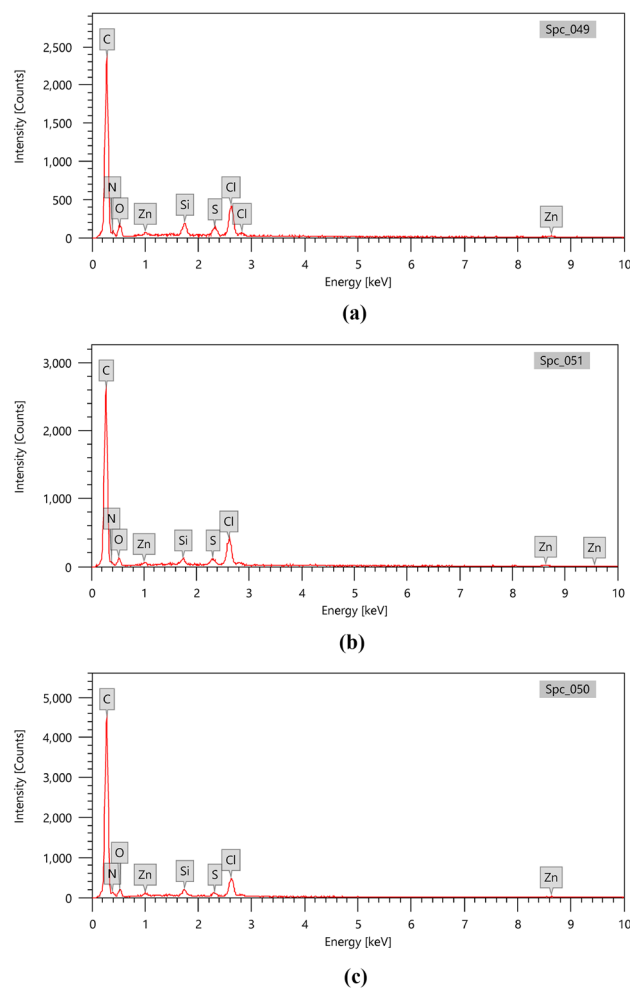 Spc_049
C
2,500
2,000
1,500
1,000
500
0
Intensity [Counts]
N
O
Zn
Si
S
Cl
Cl
Zn
0 1 2 3 4 5 6 7 8 9 10
Energy [keV]
(a)
Spc_051
C
3,000
2,000
1,000
0
Intensity [Counts]
N
O
Zn
Si
S
Cl
Zn
Zn
0 1 2 3 4 5 6 7 8 9 10
Energy [keV]
(b)
Spc_050
C
5,000
4,000
3,000
2,000
1,000
0
Intensity [Counts]
N
O
Zn
Si
S
Cl
Zn
0 1 2 3 4 5 6 7 8 9 10
Energy [keV]
(c)